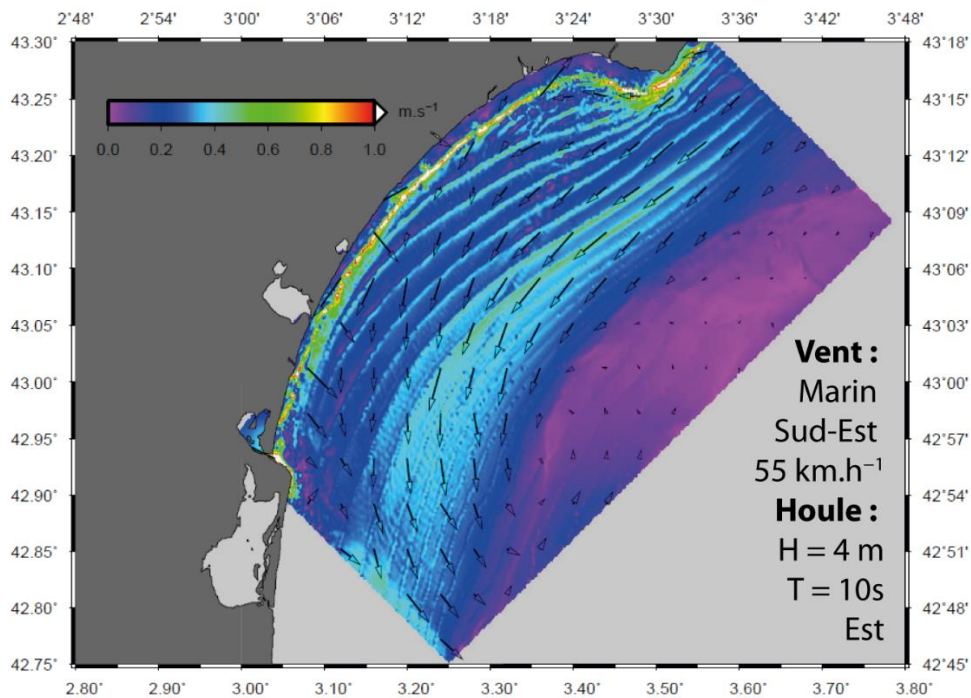 2˚48' 2˚54' 3˚00' 3˚06' 3˚12' 3˚18' 3˚24' 3˚30' 3˚36' 3˚42' 3˚48'
43.30˚ 43˚18'
43.25˚ 43˚15'
m.s⁻¹
0.0 0.2 0.4 0.6 0.8 1.0
43.20˚ 43˚12'
43.15˚ 43˚09'
43.10˚ 43˚06'
43.05˚ 43˚03'
Vent :
43.00˚ Marin 43˚00'
Sud-Est
42.95˚ 42˚57'
55 km.h⁻¹
42.90˚ Houle : 42˚54'
H = 4 m
42.85˚ 42˚51'
T = 10s
42.80˚ 42˚48'
Est
42.75˚ 42˚45'
2.80˚ 2.90˚ 3.00˚ 3.10˚ 3.20˚ 3.30˚ 3.40˚ 3.50˚ 3.60˚ 3.70˚ 3.80˚